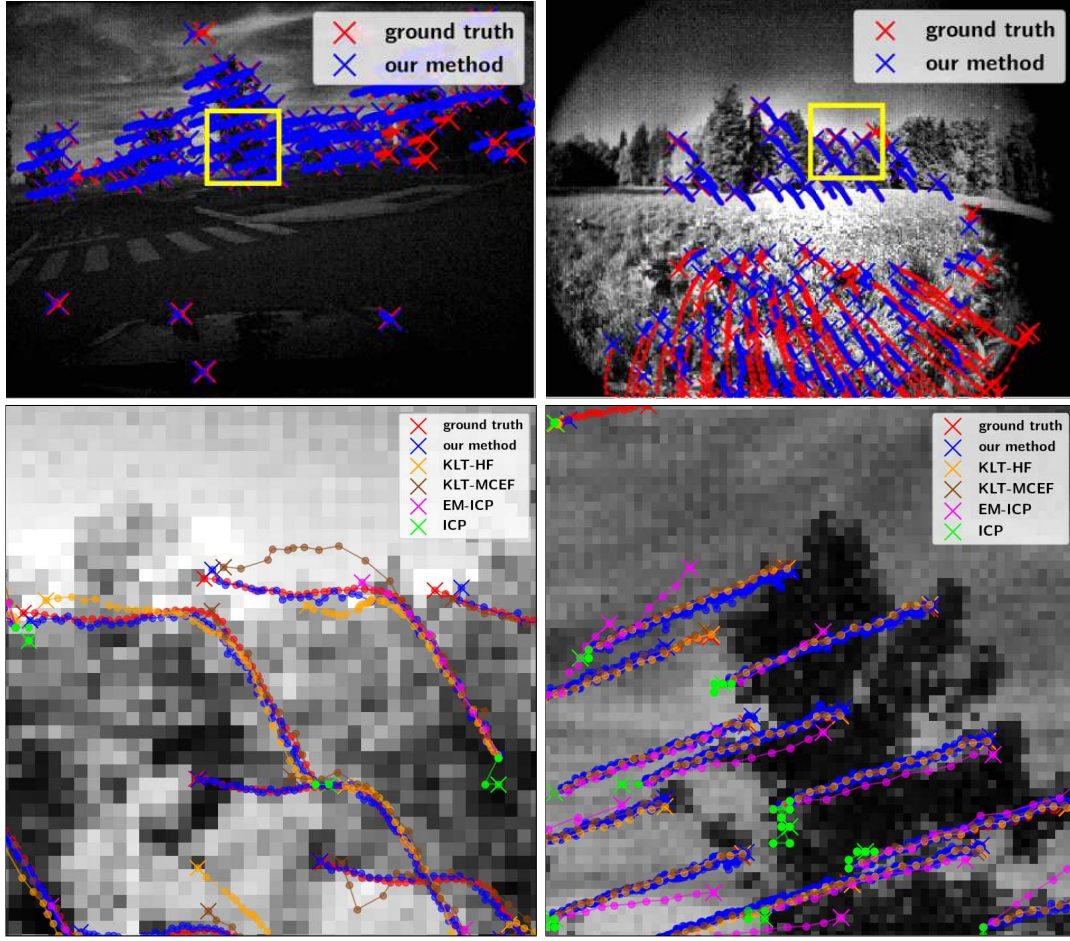 ground truth
our method
ground truth
our method
ground truth
our method
KLT-HF
KLT-MCEF
EM-ICP
ICP
ground truth
our method
KLT-HF
KLT-MCEF
EM-ICP
ICP